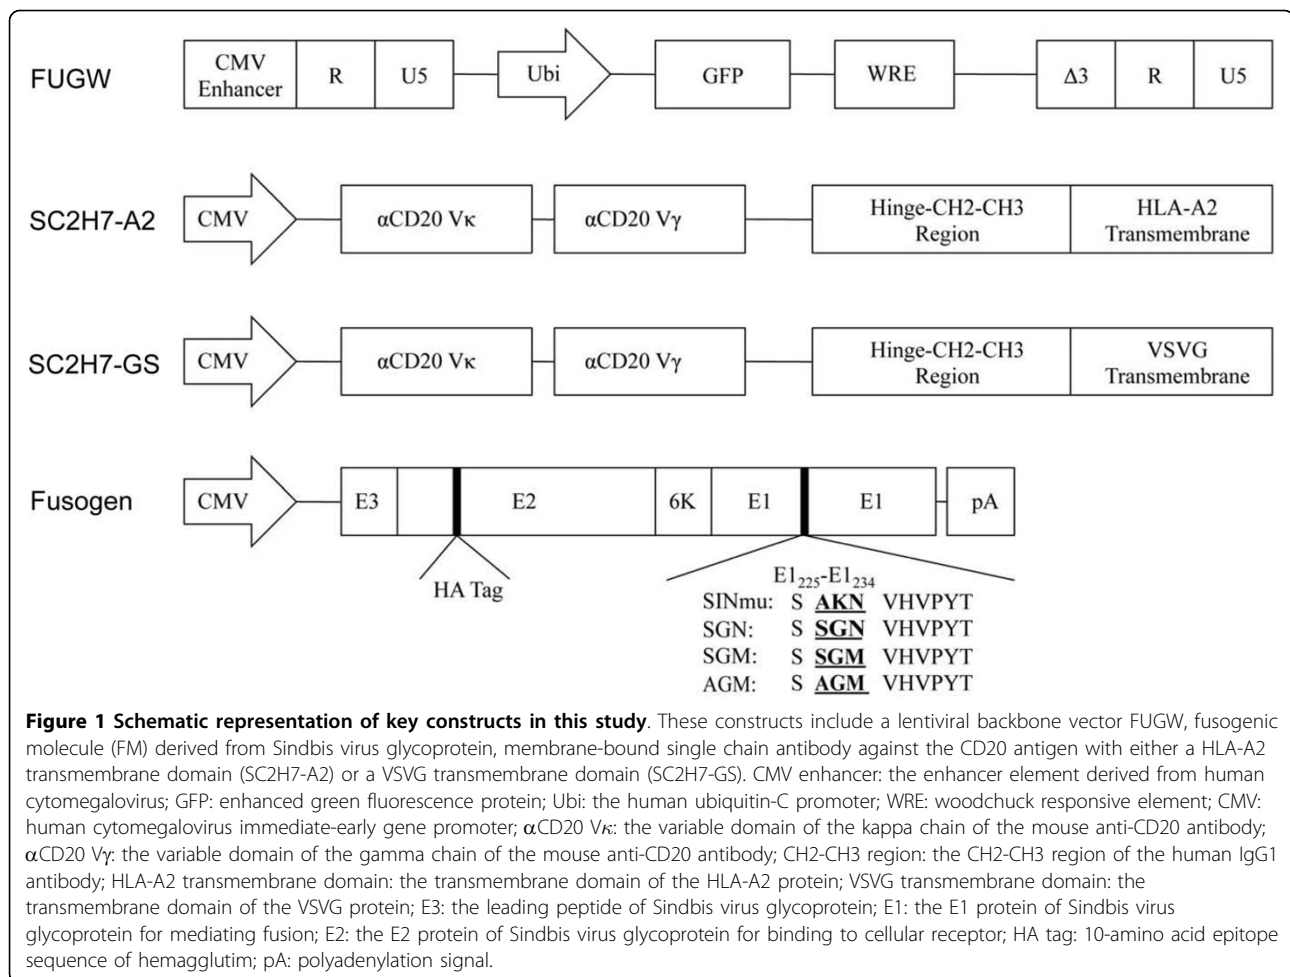 FUGW
CMV Enhancer R U5 Ubi GFP WRE Δ3 R U5
SC2H7-A2
CMV αCD20 Vκ αCD20 Vγ Hinge-CH2-CH3 Region HLA-A2 Transmembrane
SC2H7-GS
CMV αCD20 Vκ αCD20 Vγ Hinge-CH2-CH3 Region VSVG Transmembrane
Fusogen
CMV E3 E2 6K E1 E1 pA
HA Tag
E1225-E1234
SINmu: S AKN VHVPYT
SGN: S SGN VHVPYT
SGM: S SGM VHVPYT
AGM: S AGM VHVPYT
Figure 1 Schematic representation of key constructs in this study. These constructs include a lentiviral backbone vector FUGW, fusogenic
molecule (FM) derived from Sindbis virus glycoprotein, membrane-bound single chain antibody against the CD20 antigen with either a HLA-A2
transmembrane domain (SC2H7-A2) or a VSVG transmembrane domain (SC2H7-GS). CMV enhancer: the enhancer element derived from human
cytomegalovirus; GFP: enhanced green fluorescence protein; Ubi: the human ubiquitin-C promoter; WRE: woodchuck responsive element; CMV:
human cytomegalovirus immediate-early gene promoter; αCD20 Vκ: the variable domain of the kappa chain of the mouse anti-CD20 antibody;
αCD20 Vγ: the variable domain of the gamma chain of the mouse anti-CD20 antibody; CH2-CH3 region: the CH2-CH3 region of the human IgG1
antibody; HLA-A2 transmembrane domain: the transmembrane domain of the HLA-A2 protein; VSVG transmembrane domain: the
transmembrane domain of the VSVG protein; E3: the leading peptide of Sindbis virus glycoprotein; E1: the E1 protein of Sindbis virus
glycoprotein for mediating fusion; E2: the E2 protein of Sindbis virus glycoprotein for binding to cellular receptor; HA tag: 10-amino acid epitope
sequence of hemagglutim; pA: polyadenylation signal.